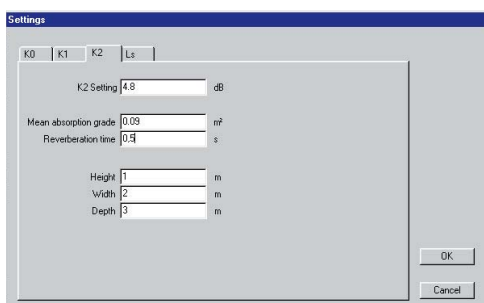 Settings
K0 K1 K2 Ls
K2 Setting 4.8 dB
Mean absorption grade 0.09 m²
Reverberation time 0,5 s
Height 1 m
Width 2 m
Depth 3 m
OK
Cancel